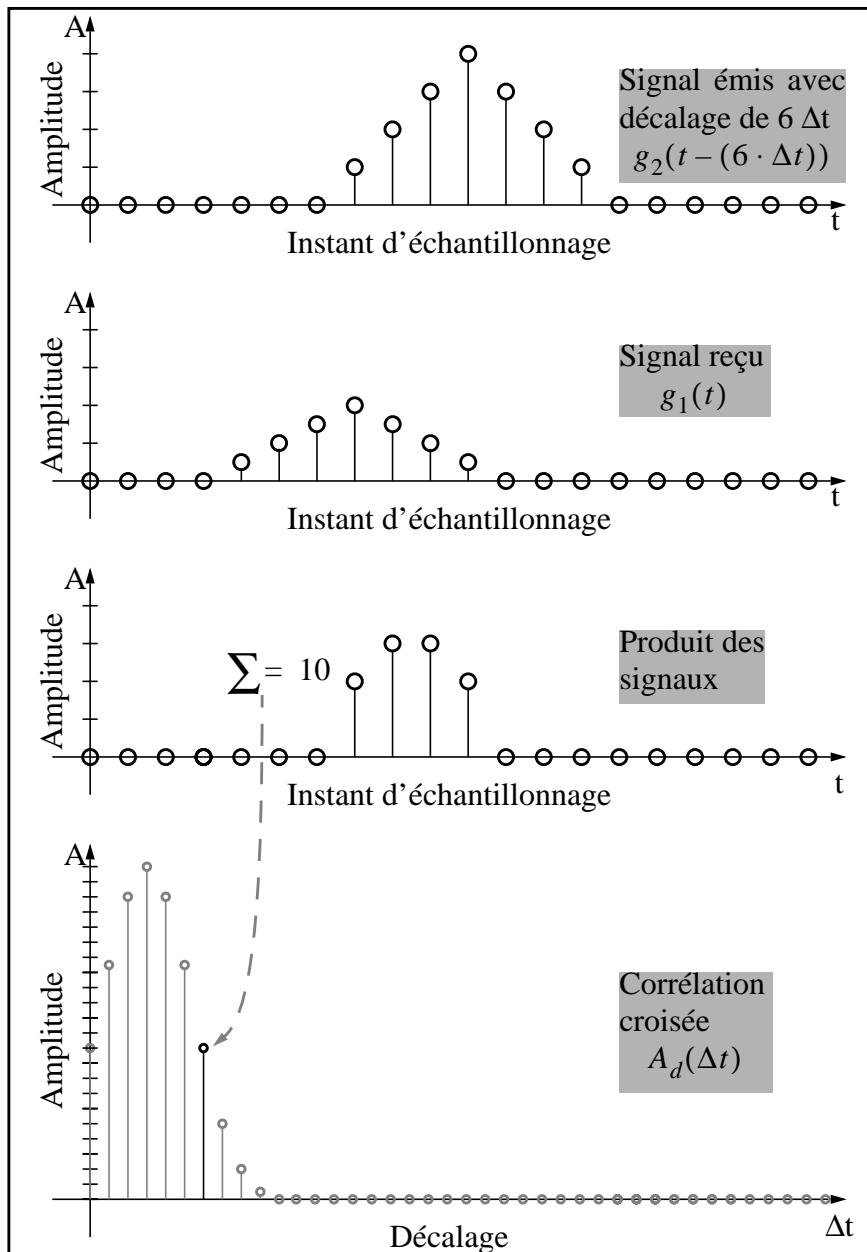 A
Amplitude
Signal émis avec
décalage de 6 Δt
g₂(t – (6 · Δt))
t
Instant d’échantillonnage
A
Amplitude
Signal reçu
g₁(t)
t
Instant d’échantillonnage
A
Amplitude
∑ = 10
Produit des
signaux
t
Instant d’échantillonnage
A
Amplitude
Corrélation
croisée
A_d(Δt)
Décalage
Δt